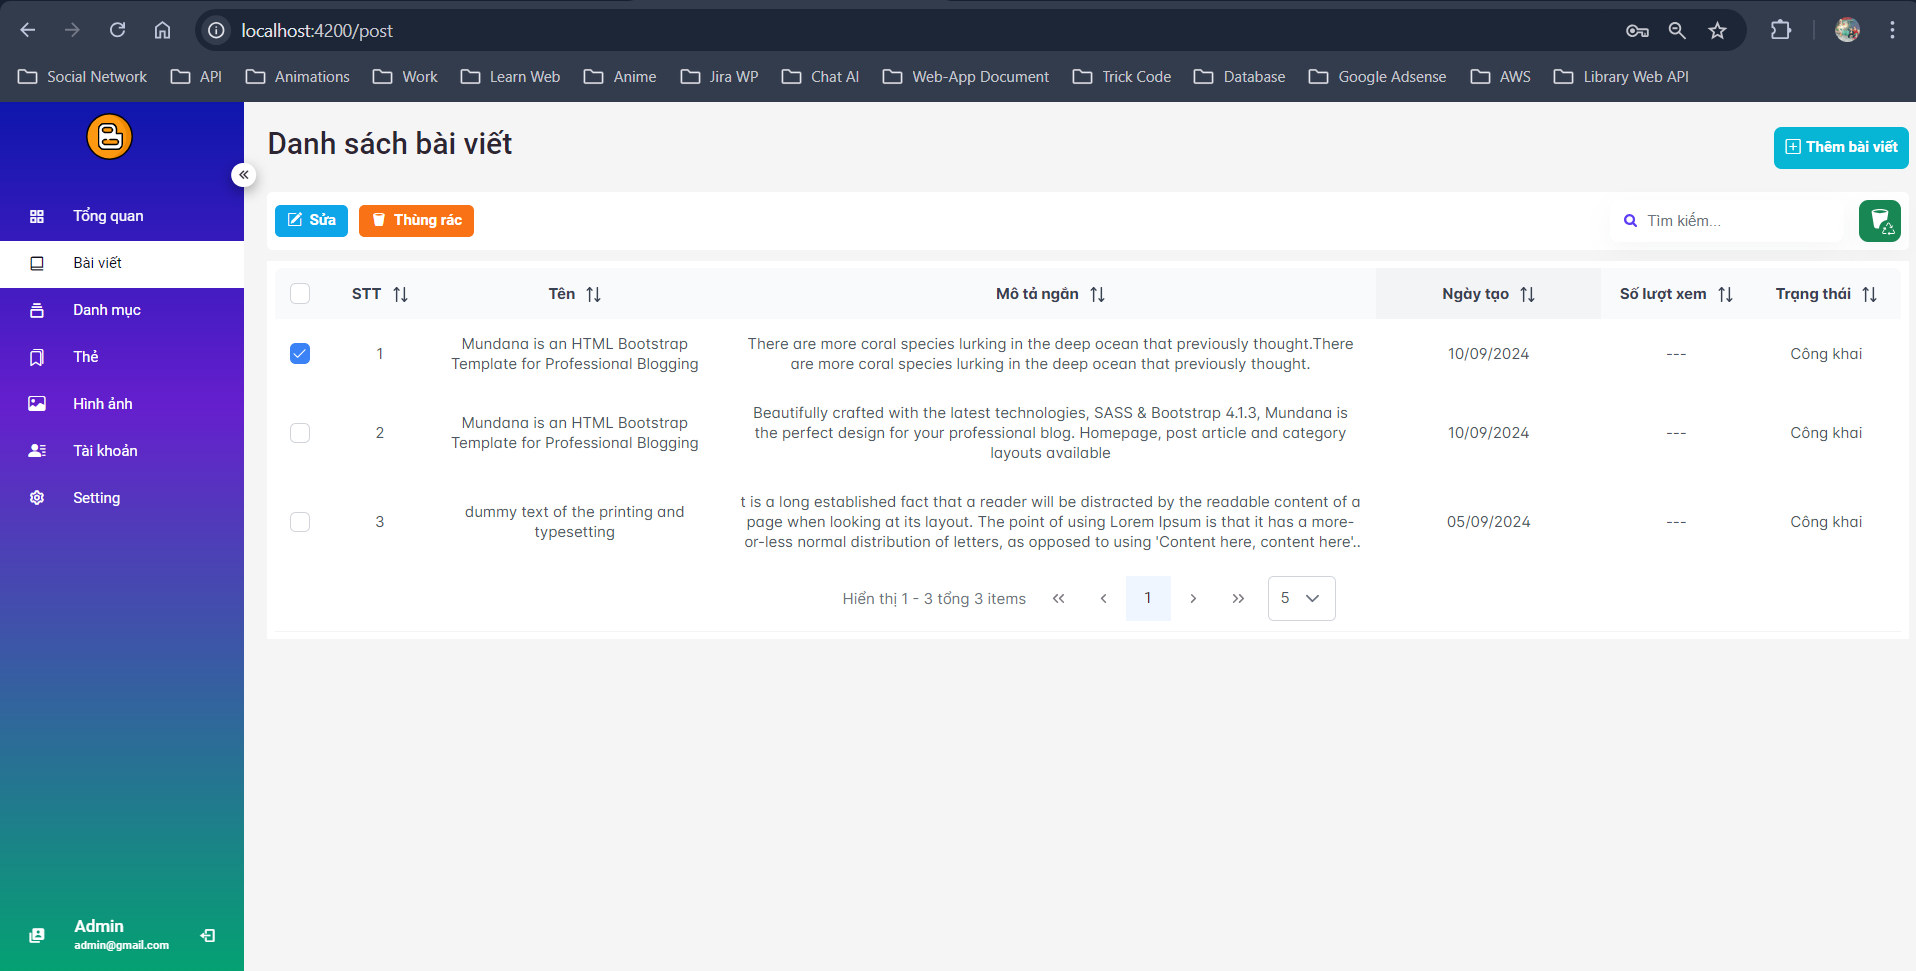 localhost:4200/post
Social Network API Animations Work Learn Web Anime Jira WP Chat AI Web-App Document Trick Code Database Google Adsense AWS Library Web API
Danh sách bài viết
Thêm bài viết
Tổng quan
Bài viết
Danh mục
Thẻ
Hình ảnh
Tài khoản
Setting
Admin
admin@gmail.com
Sửa Thùng rác Tìm kiếm...
STT Tên Mô tả ngắn Ngày tạo Số lượt xem Trạng thái
1
Mundana is an HTML Bootstrap
Template for Professional Blogging
There are more coral species lurking in the deep ocean that previously thought.There
are more coral species lurking in the deep ocean that previously thought.
10/09/2024 --- Công khai
2
Mundana is an HTML Bootstrap
Template for Professional Blogging
Beautifully crafted with the latest technologies, SASS & Bootstrap 4.1.3, Mundana is
the perfect design for your professional blog. Homepage, post article and category
layouts available
10/09/2024 --- Công khai
3
dummy text of the printing and
typesetting
t is a long established fact that a reader will be distracted by the readable content of a
page when looking at its layout. The point of using Lorem Ipsum is that it has a more-
or-less normal distribution of letters, as opposed to using 'Content here, content here'..
05/09/2024 --- Công khai
Hiển thị 1 - 3 tổng 3 items « ‹ 1 › » 5